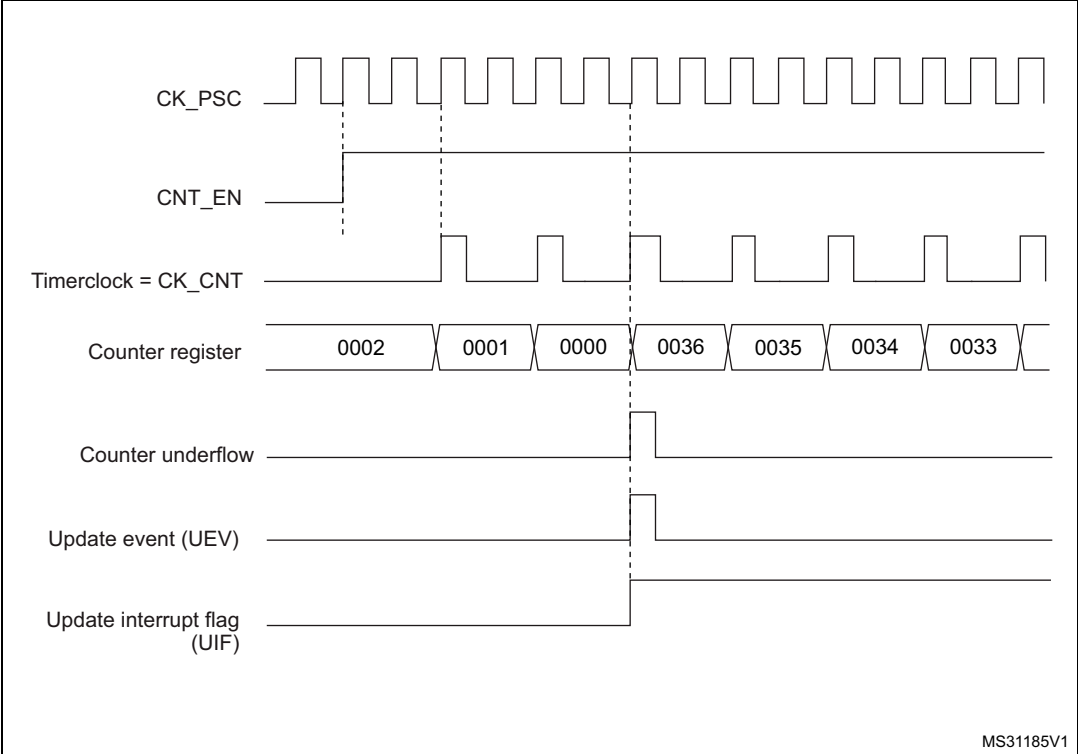 CK_PSC
CNT_EN
Timerclock = CK_CNT
Counter register
0002 0001 0000 0036 0035 0034 0033
Counter underflow
Update event (UEV)
Update interrupt flag
(UIF)
MS31185V1